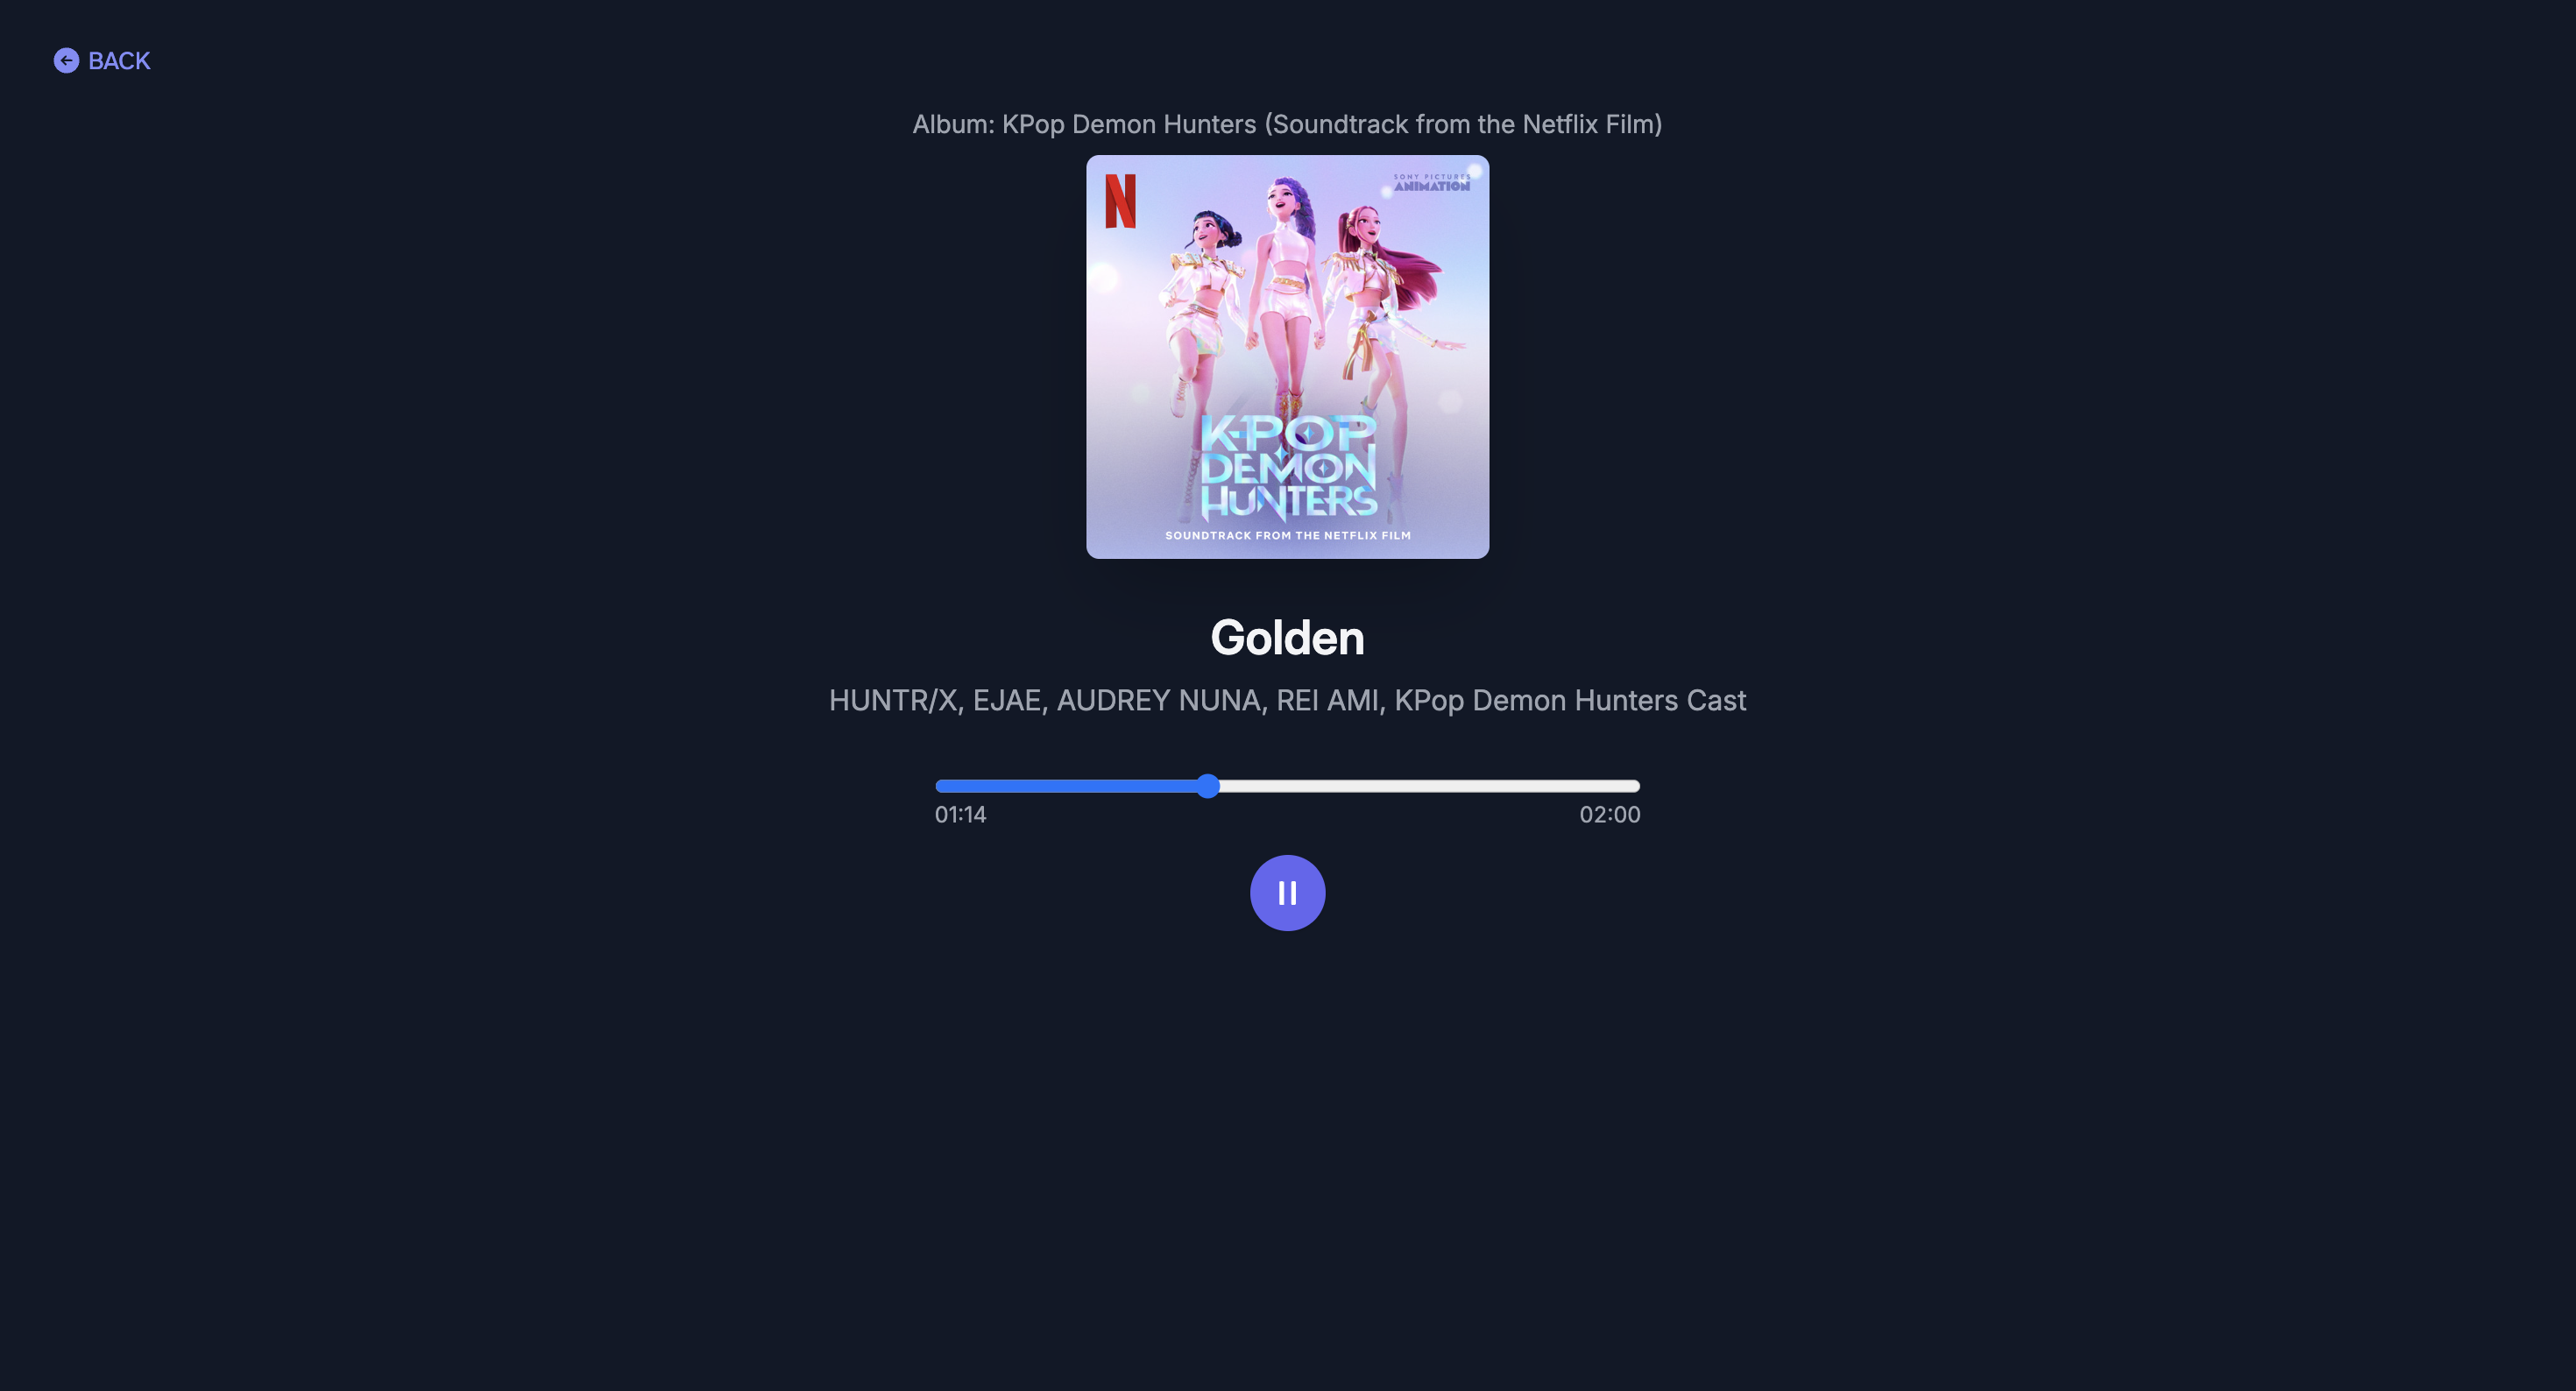 BACK
Album: KPop Demon Hunters (Soundtrack from the Netflix Film)
N
SONY PICTURES
ANIMATION
K-POP
DEMON
HUNTERS
SOUNDTRACK FROM THE NETFLIX FILM
Golden
HUNTR/X, EJAE, AUDREY NUNA, REI AMI, KPop Demon Hunters Cast
01:14 02:00